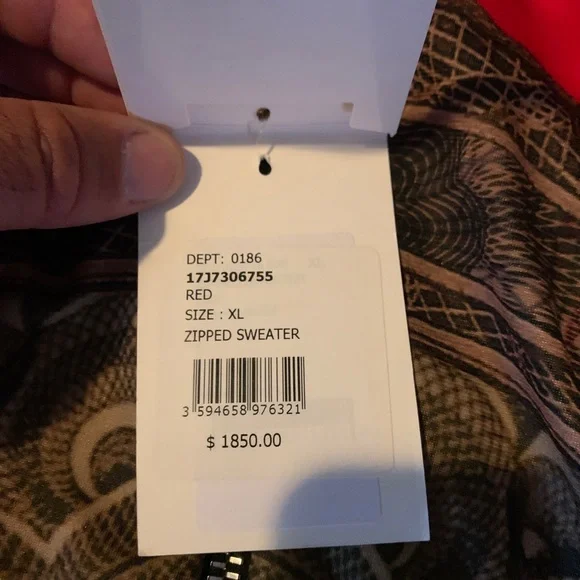 DEPT: 0186
17J7306755
RED
SIZE : XL
ZIPPED SWEATER
3 594658 976321
$ 1850.00